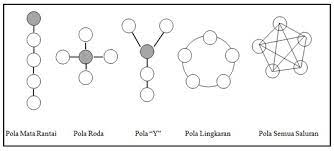 Pola Mata Rantai
Pola Roda
Pola "Y"
Pola Lingkaran
Pola Semua Saluran